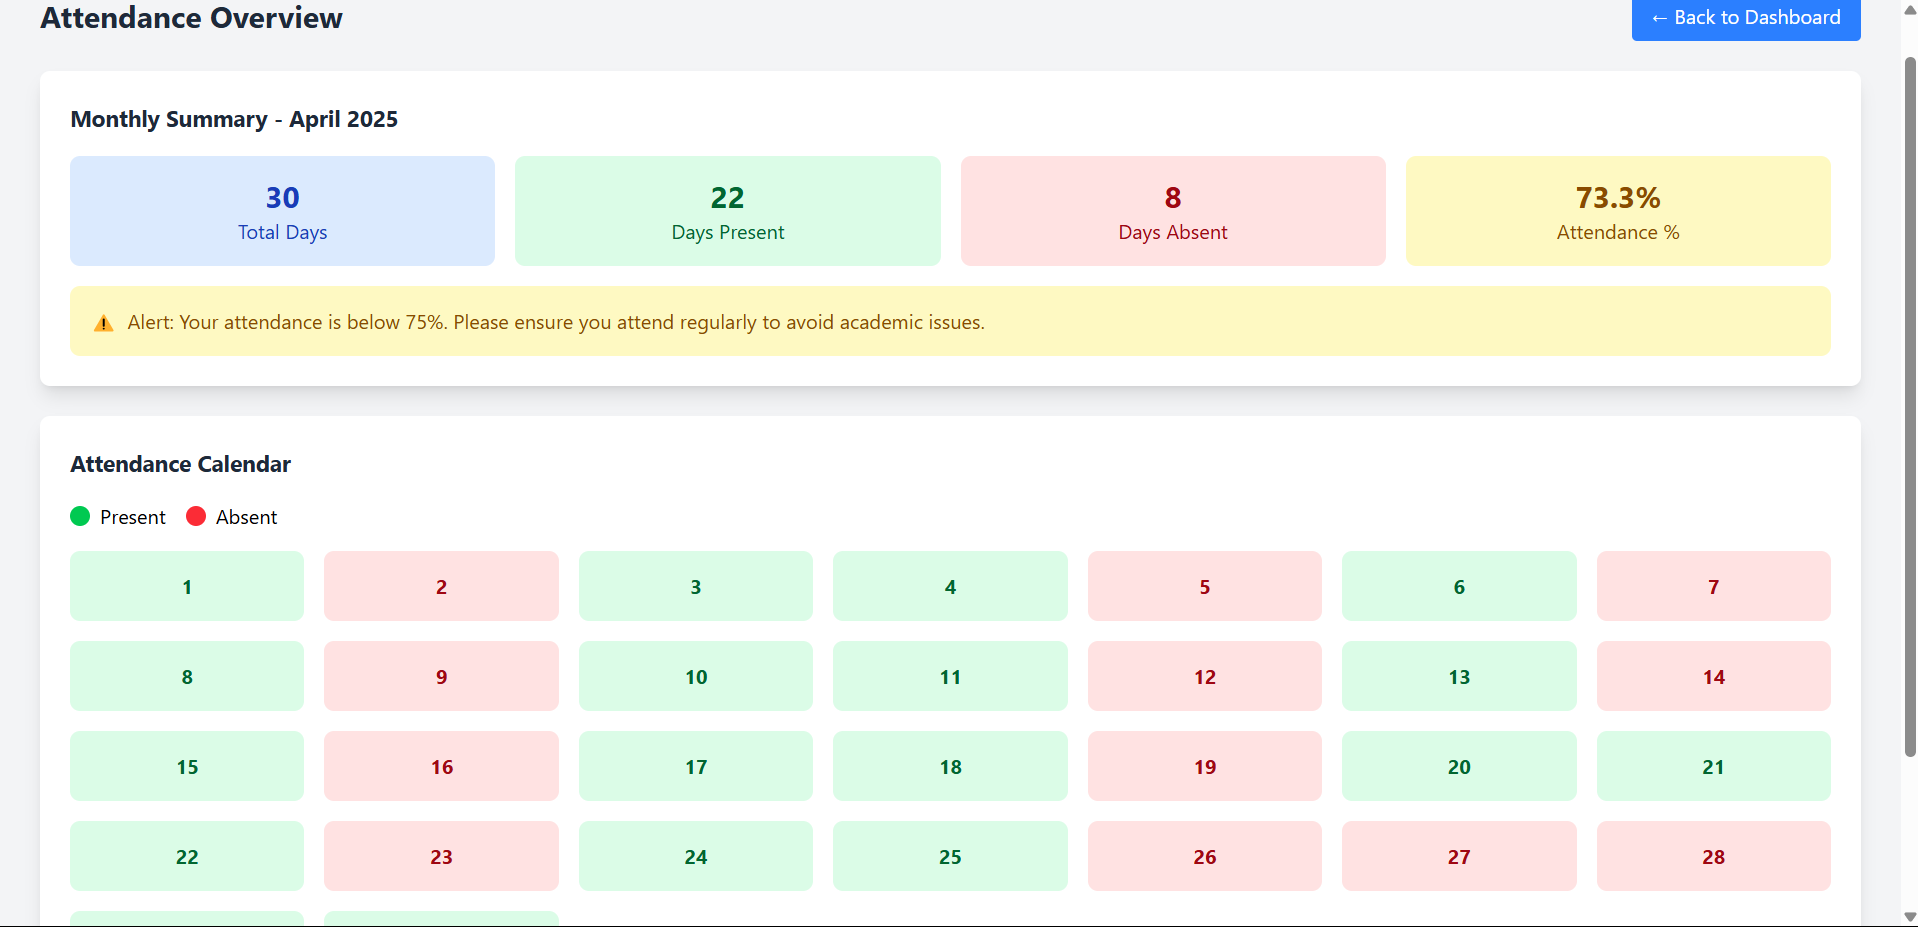 Attendance Overview
← Back to Dashboard
Monthly Summary - April 2025
30
Total Days
22
Days Present
8
Days Absent
73.3%
Attendance %
Alert: Your attendance is below 75%. Please ensure you attend regularly to avoid academic issues.
Attendance Calendar
Present
Absent
1 2 3 4 5 6 7
8 9 10 11 12 13 14
15 16 17 18 19 20 21
22 23 24 25 26 27 28